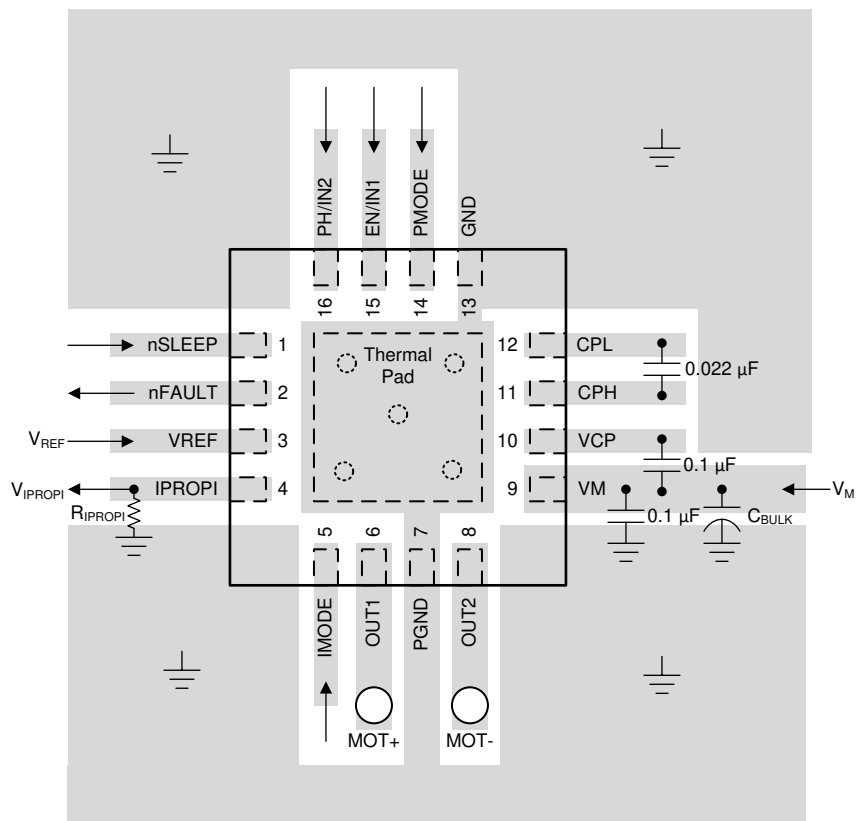 PH/IN2
EN/IN1
PMODE
GND
16
15
14
13
nSLEEP
1
nFAULT
2
VREF
VREF
3
VIPROPI
IPROPI
4
RIPROPI
Thermal
Pad
12
CPL
0.022 µF
11
CPH
10
VCP
0.1 µF
9
VM
VM
0.1 µF
CBULK
5
6
7
8
IMODE
OUT1
PGND
OUT2
MOT+
MOT-